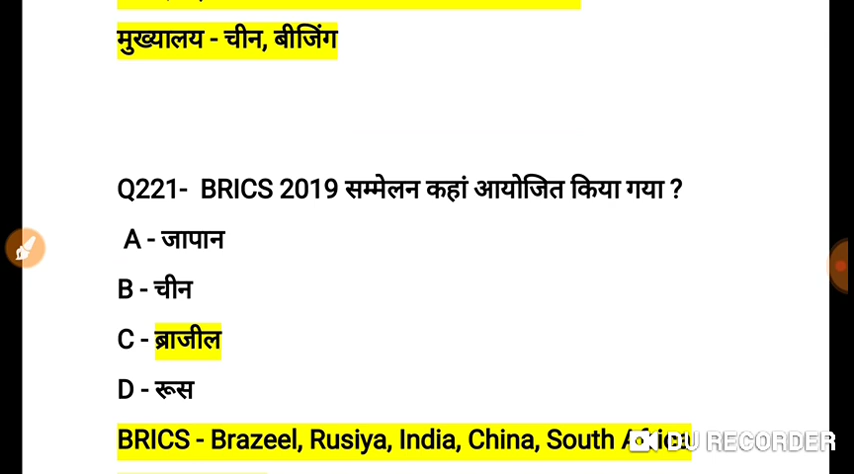 मुख्यालय - चीन, बीजिंग
Q221- BRICS 2019 सम्मेलन कहां आयोजित किया गया ?
A - जापान
B - चीन
C - ब्राजील
D - रूस
BRICS - Brazeel, Rusiya, India, China, South
DU RECORDER